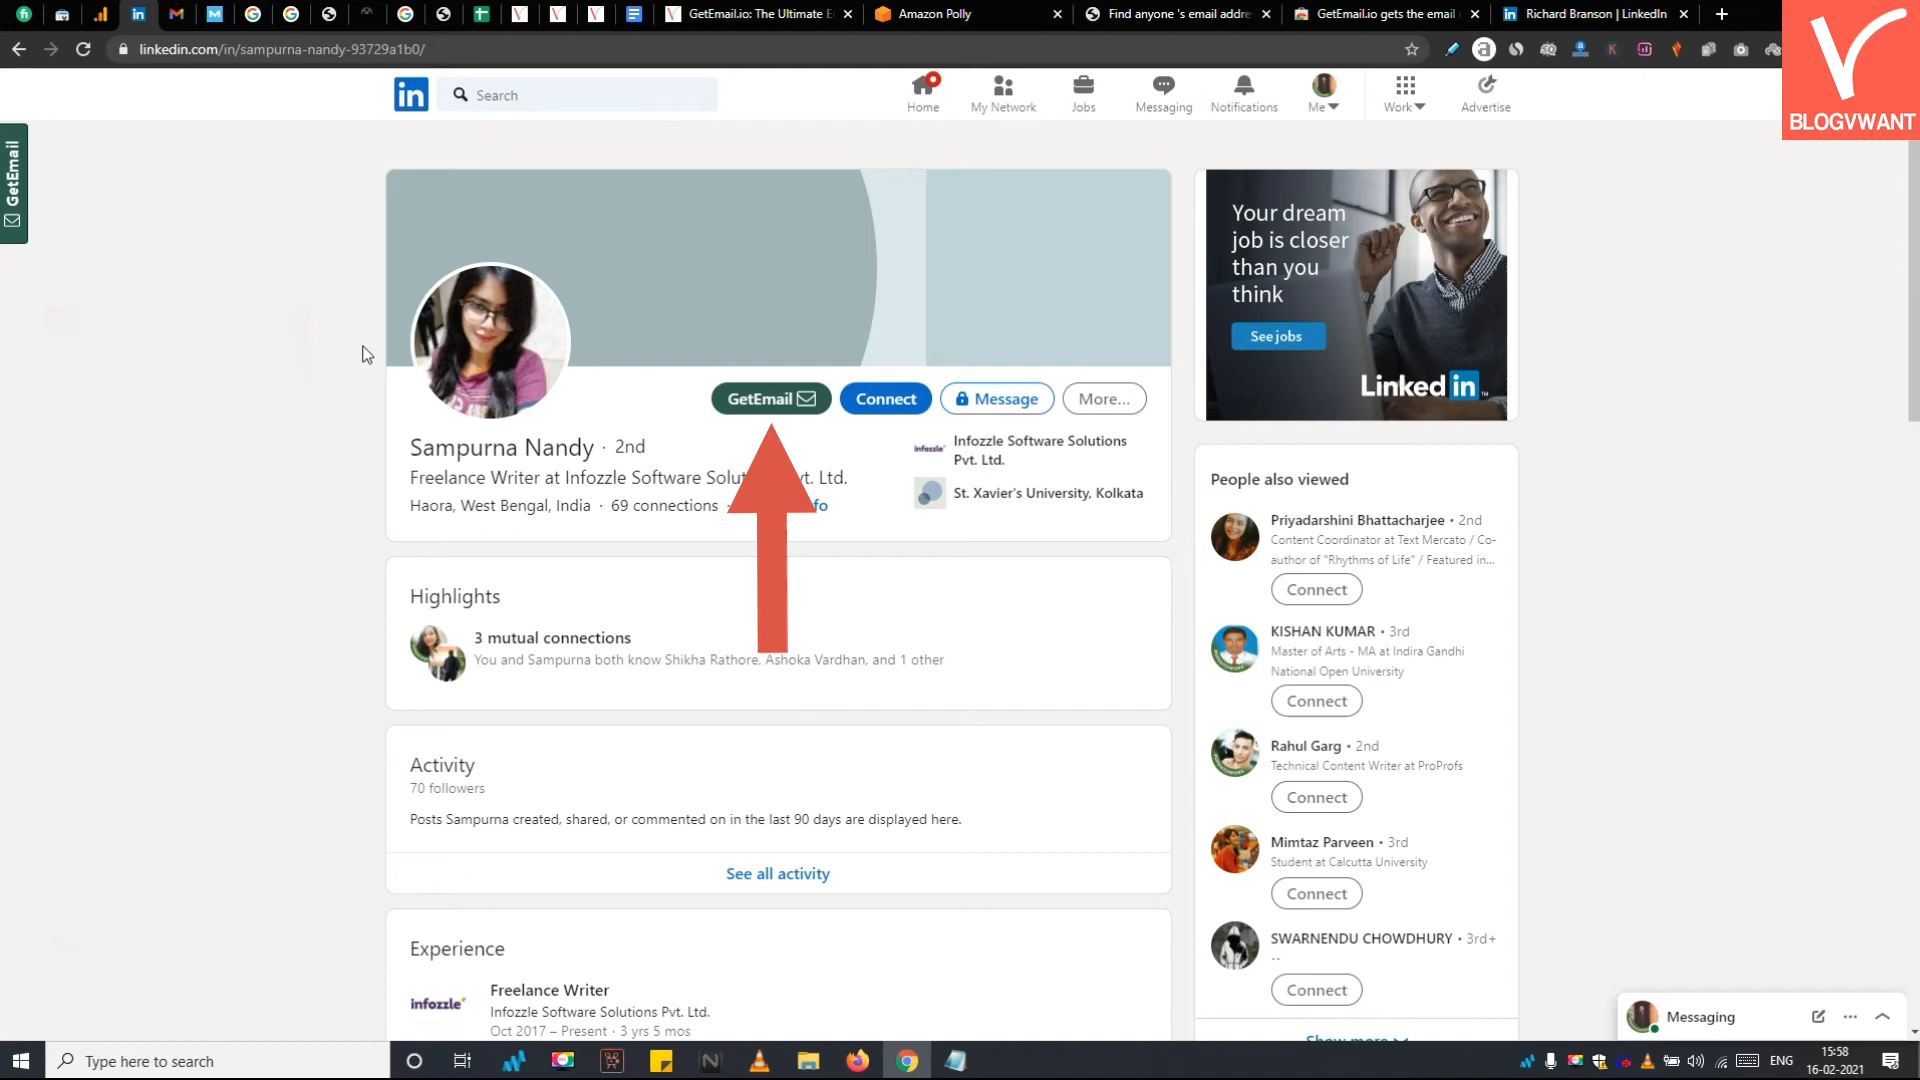 GetEmail.io: The Ultimate E
Amazon Polly
Find anyone 's email addre
GetEmail.io gets the email
Richard Branson | LinkedIn
linkedin.com/in/sampurna-nandy-93729a1b0/
BLOGVWANT
in
Search
Home
My Network
Jobs
Messaging
Notifications
Me
Work
Advertise
GetEmail
Your dream
job is closer
than you
think
See jobs
Linked in
GetEmail
Connect
Message
More...
Sampurna Nandy · 2nd
Freelance Writer at Infozzle Software Solut vt. Ltd.
Haora, West Bengal, India · 69 connections · fo
infozzle
Infozzle Software Solutions
Pvt. Ltd.
St. Xavier's University, Kolkata
Highlights
3 mutual connections
You and Sampurna both know Shikha Rathore, Ashoka Vardhan, and 1 other
Activity
70 followers
Posts Sampurna created, shared, or commented on in the last 90 days are displayed here.
See all activity
Experience
infozzle
Freelance Writer
Infozzle Software Solutions Pvt. Ltd.
Oct 2017 – Present · 3 yrs 5 mos
People also viewed
Priyadarshini Bhattacharjee • 2nd
Content Coordinator at Text Mercato / Co-
author of "Rhythms of Life" / Featured in...
Connect
KISHAN KUMAR • 3rd
Master of Arts - MA at Indira Gandhi
National Open University
Connect
Rahul Garg • 2nd
Technical Content Writer at ProProfs
Connect
Mimtaz Parveen • 3rd
Student at Calcutta University
Connect
SWARNENDU CHOWDHURY • 3rd+
--
Connect
Show more
Messaging
Type here to search
ENG
15:58
16-02-2021